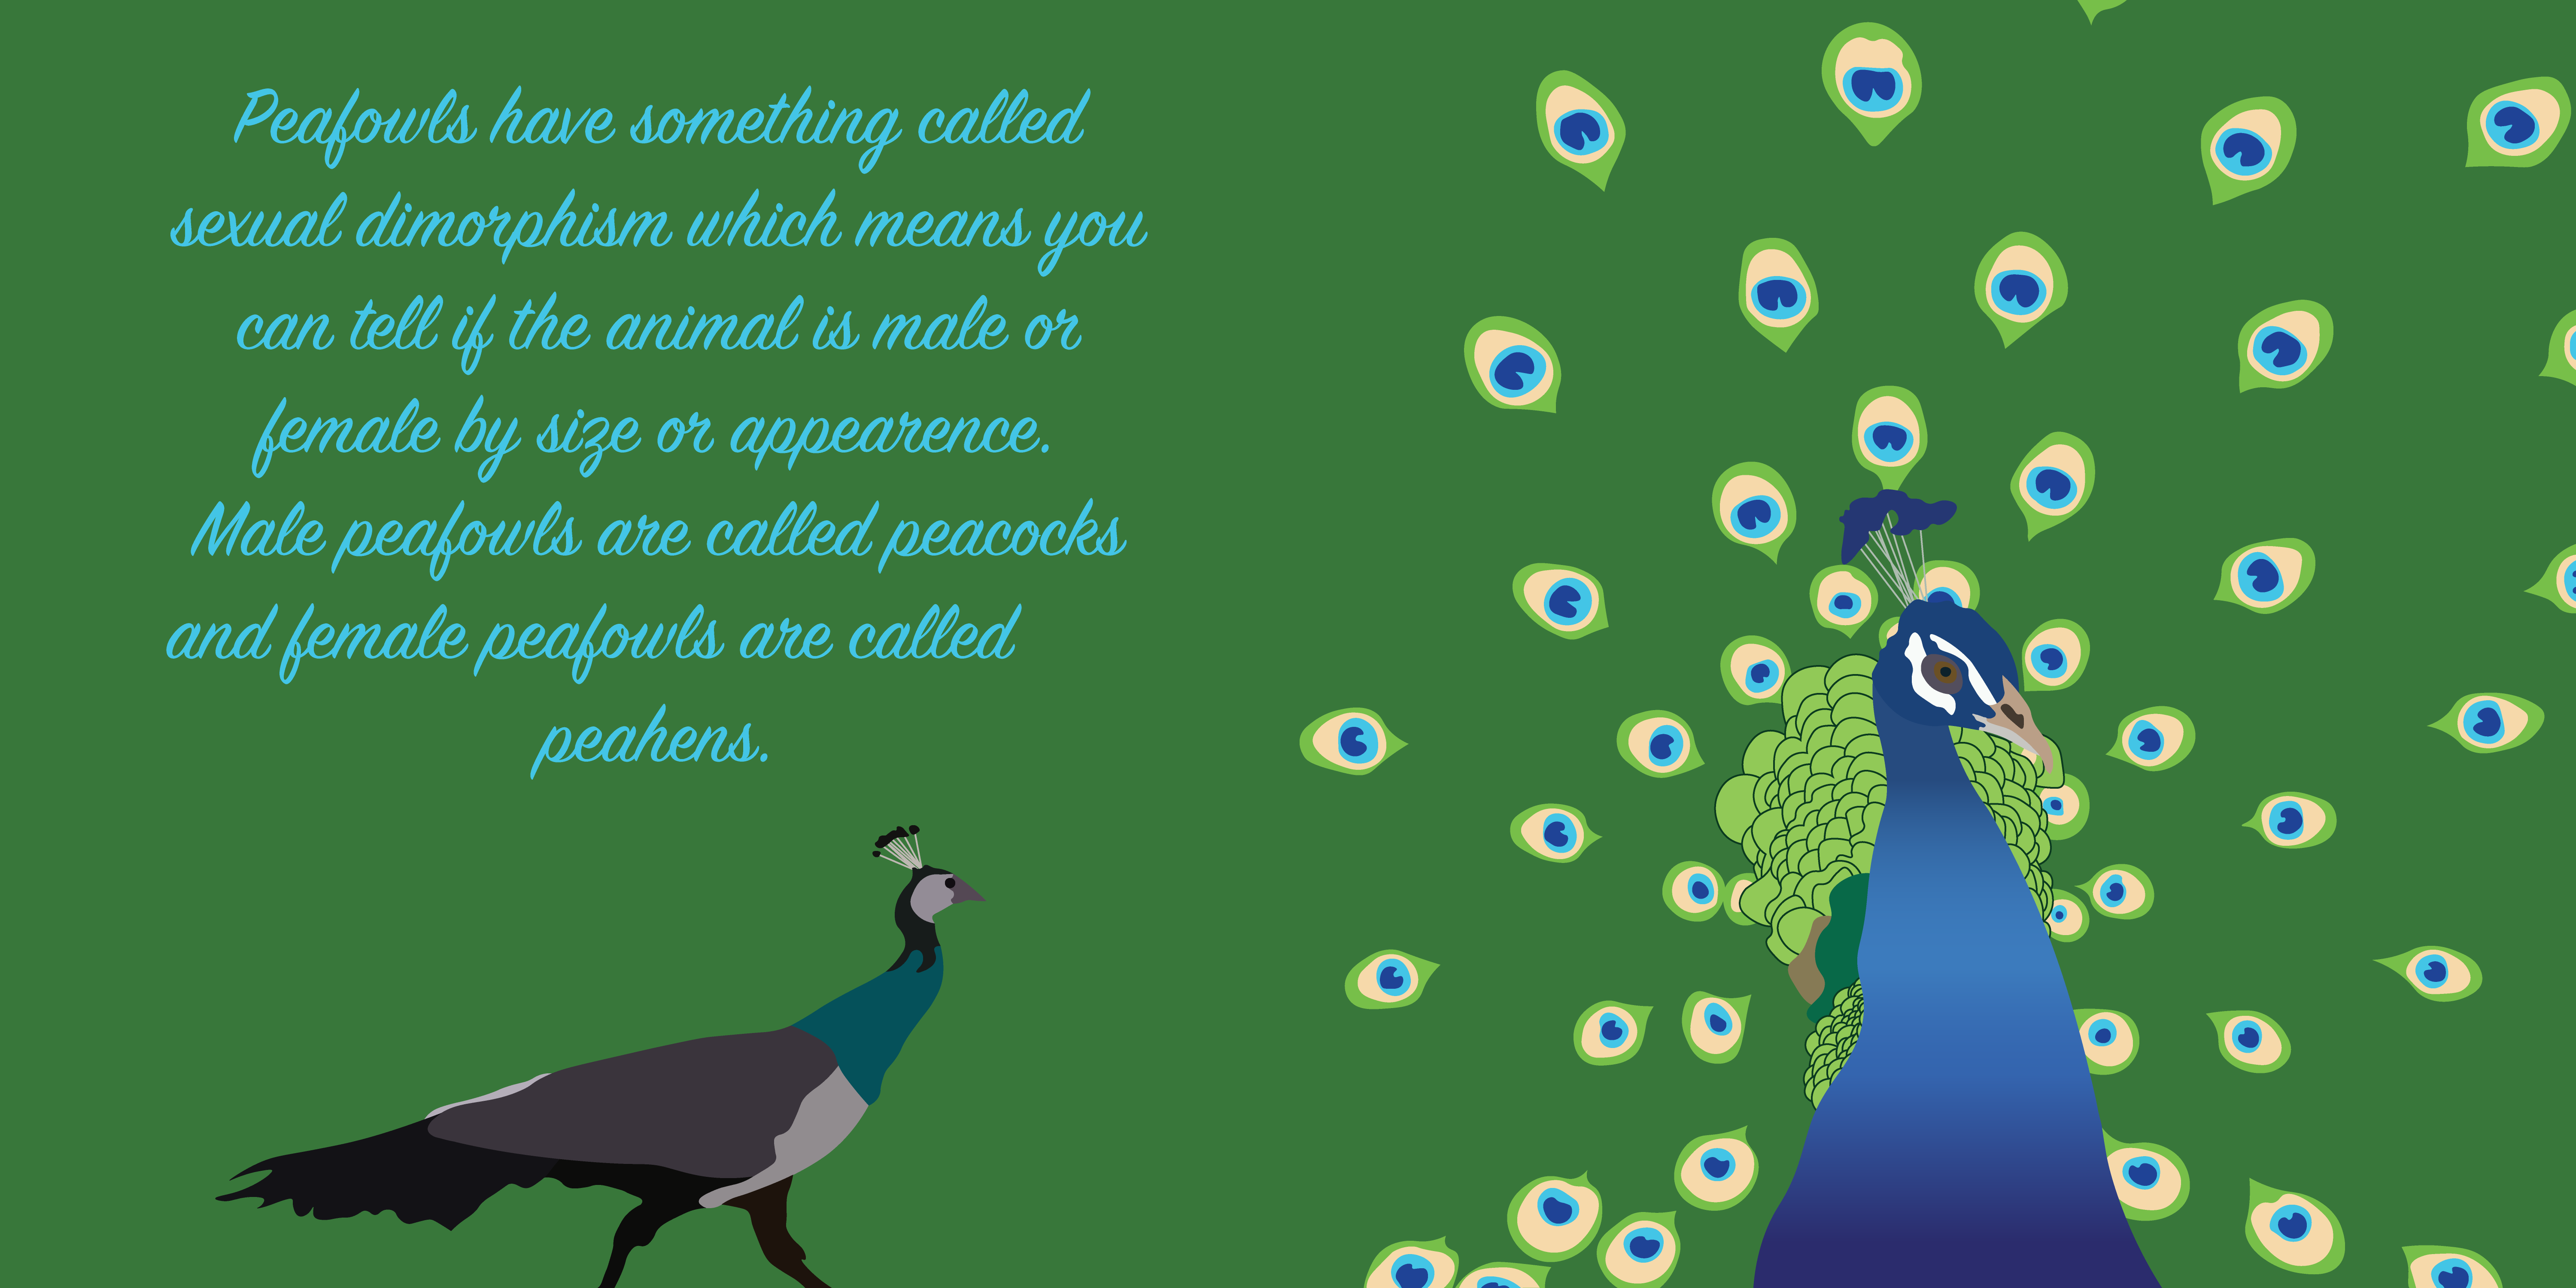 Peafowls have something called
sexual dimorphism which means you
can tell if the animal is male or
female by size or appearence.
Male peafowls are called peacocks
and female peafowls are called
peahens.